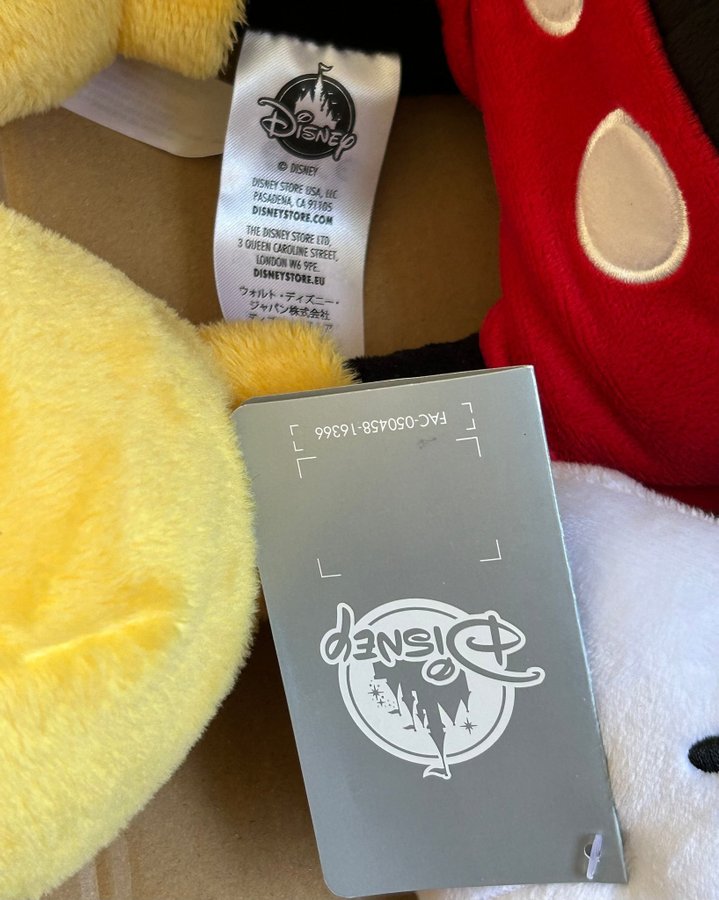 Disney
© DISNEY
DISNEY STORE USA, LLC
PASADENA, CA 91105
DISNEYSTORE.COM
THE DISNEY STORE LTD,
3 QUEEN CAROLINE STREET,
LONDON W6 9PE.
DISNEYSTORE.EU
ウォルト・ディズニー・
ジャパン株式会社
FAC-050458-16366
Disney